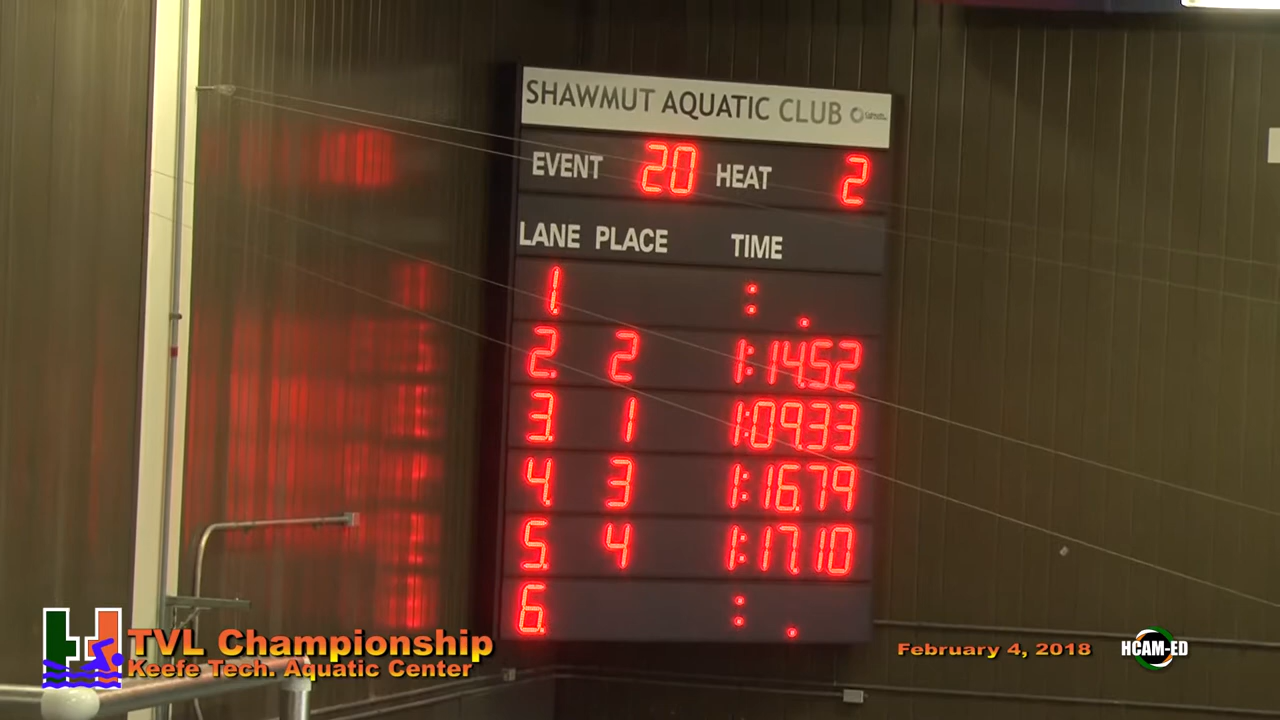 SHAWMUT AQUATIC CLUB
EVENT 20 HEAT 2
LANE PLACE TIME
1. : .
2. 2 1:14.52
3. 1 1:09.33
4. 3 1:16.79
5. 4 1:17.10
6. : .
TVL Championship
Keefe Tech. Aquatic Center
February 4, 2018
HCAM-ED